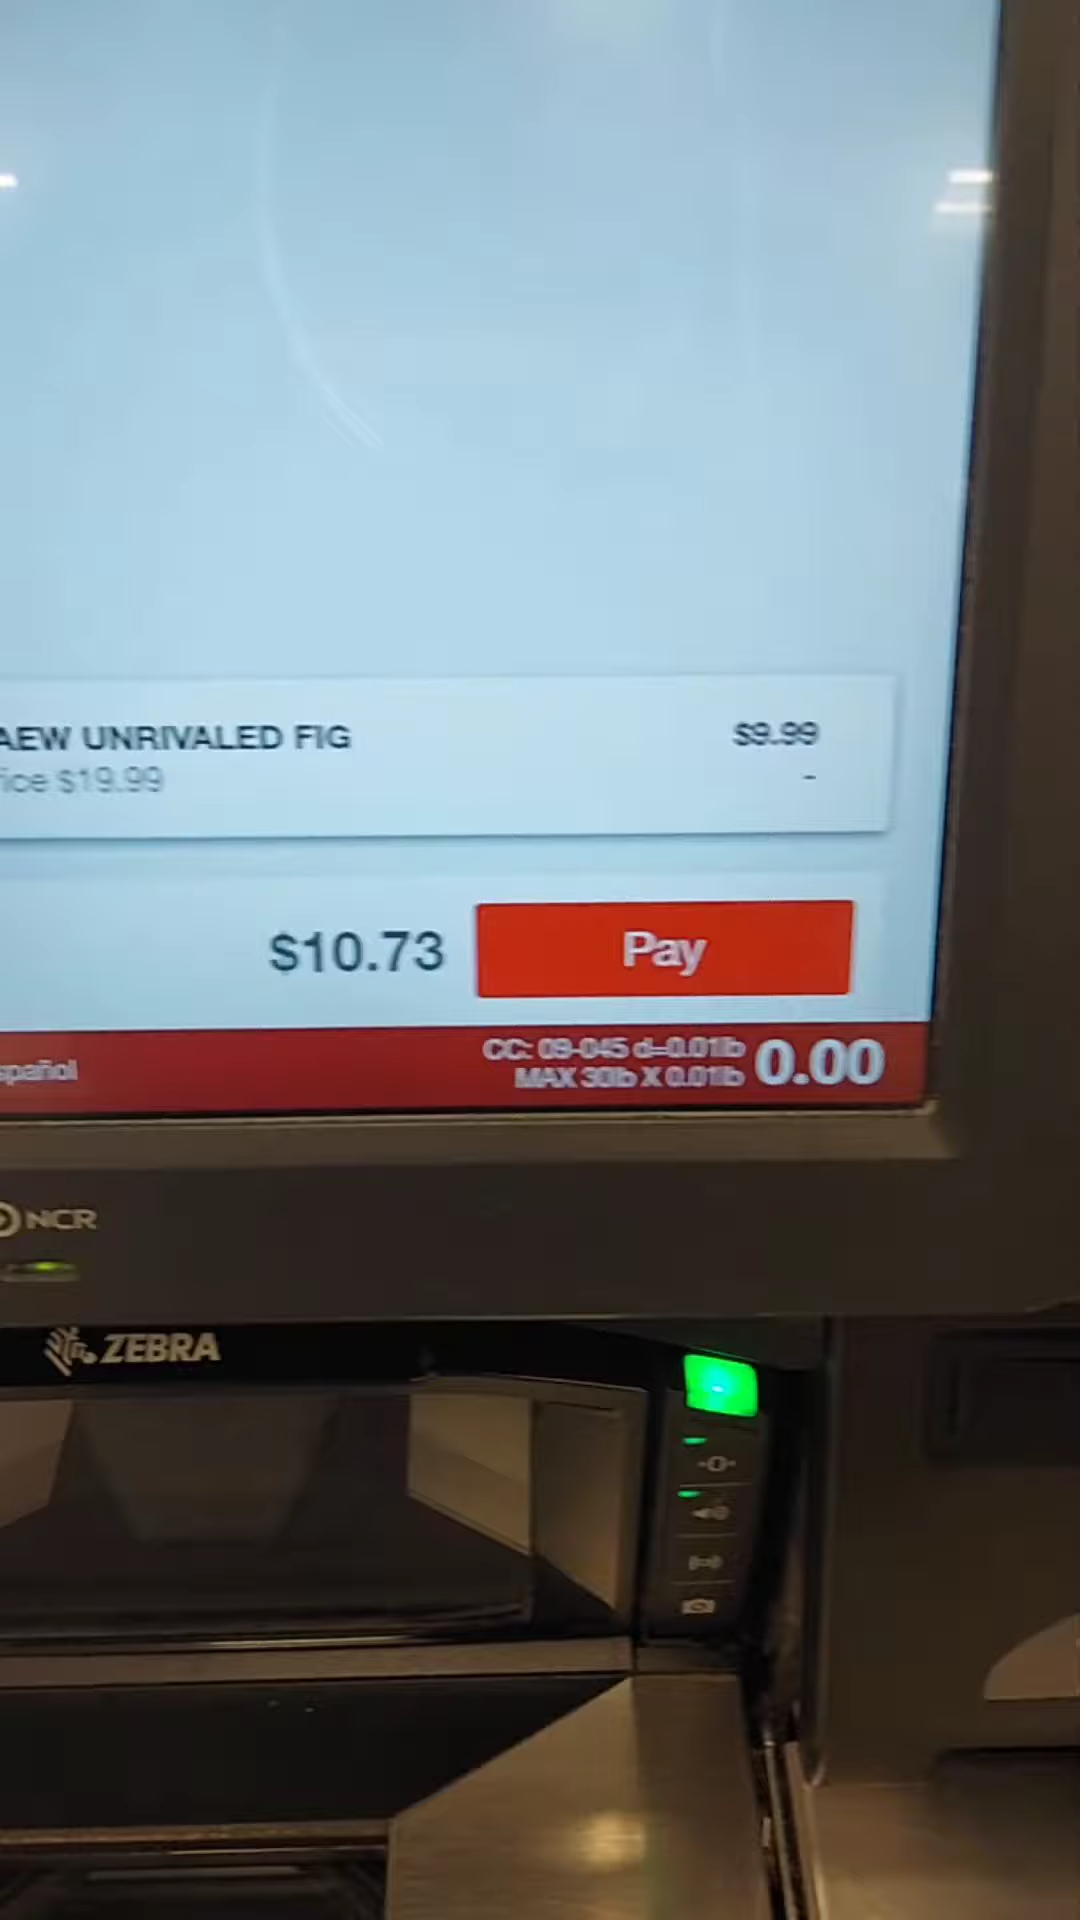 AEW UNRIVALED FIG $9.99
ice $19.99 -
$10.73 Pay
spañol
CC: 09-045 d=0.01lb
MAX 30lb X 0.01lb
0.00
NCR
ZEBRA